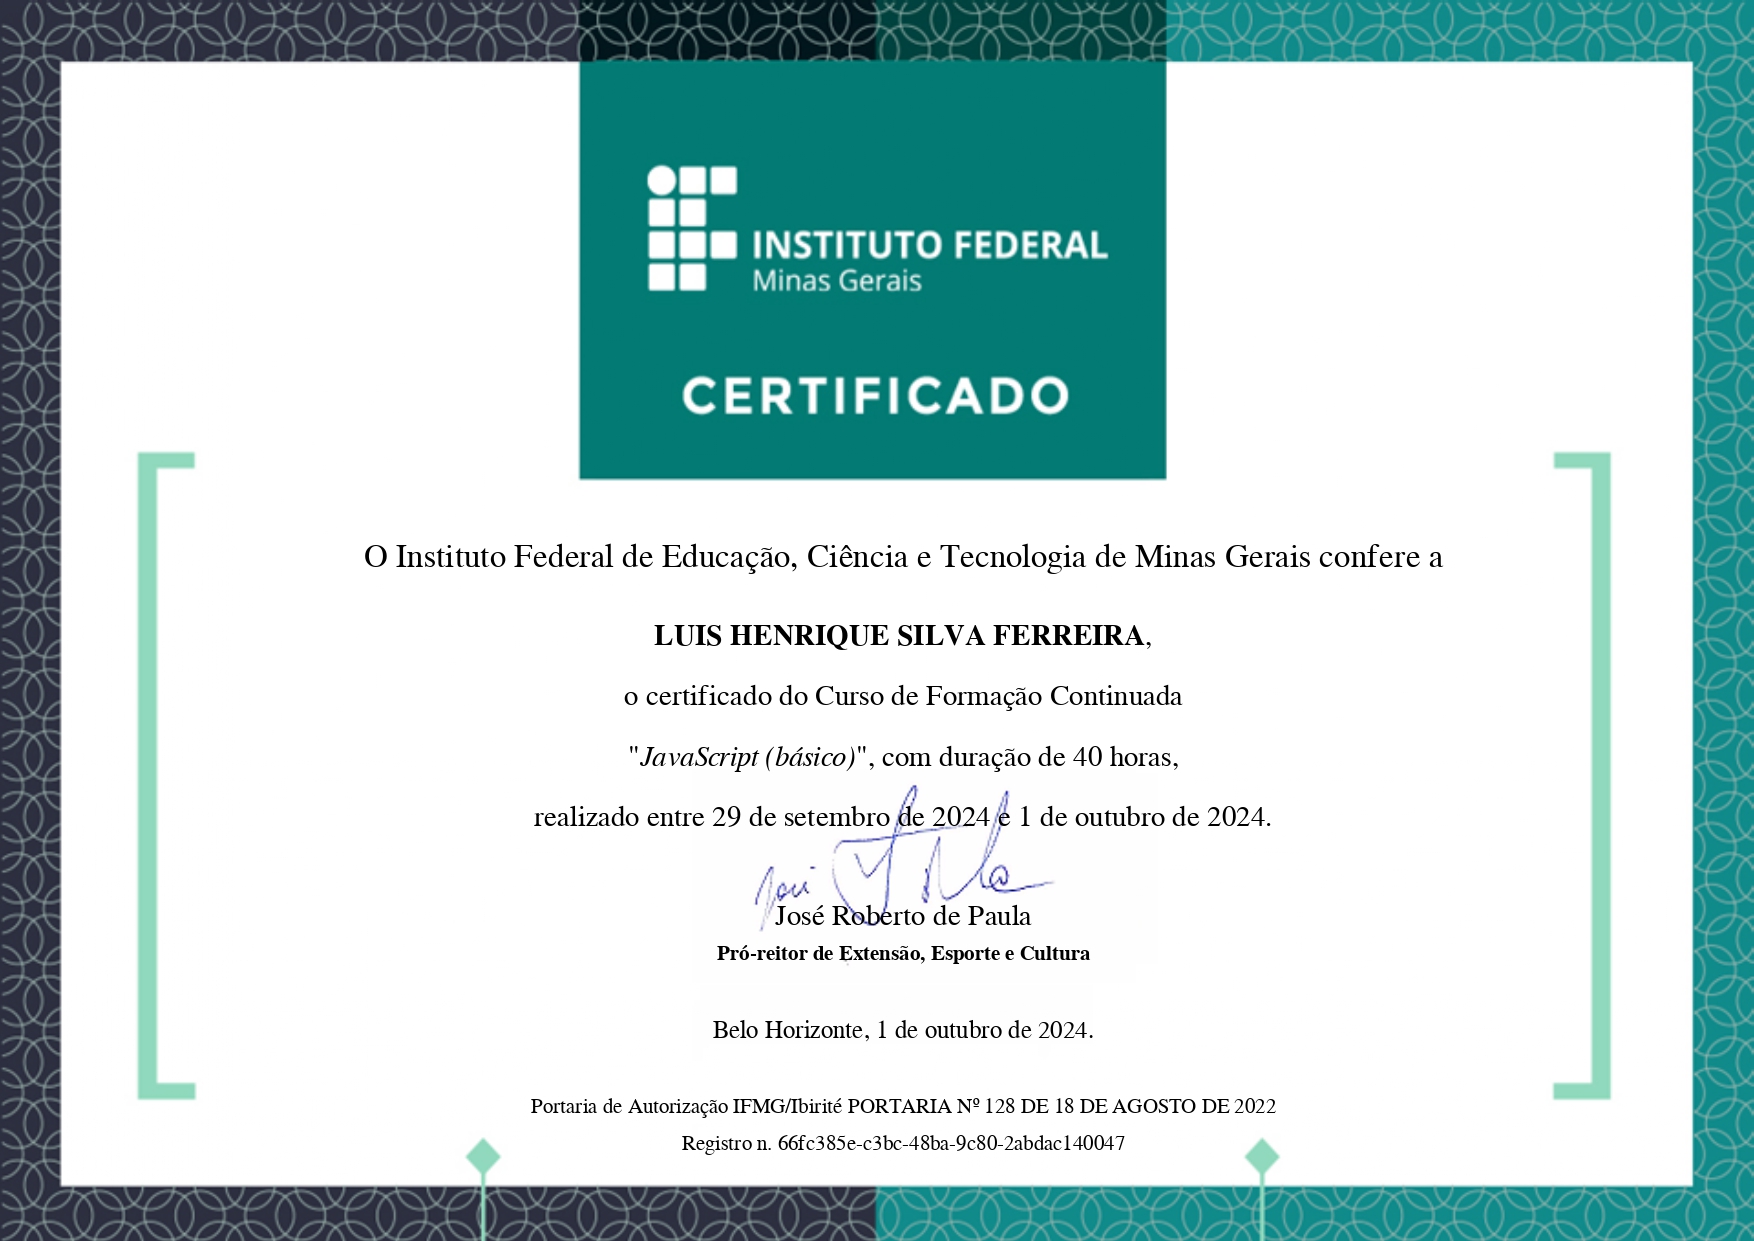 INSTITUTO FEDERAL
Minas Gerais
CERTIFICADO
O Instituto Federal de Educação, Ciência e Tecnologia de Minas Gerais confere a
LUIS HENRIQUE SILVA FERREIRA,
o certificado do Curso de Formação Continuada
"JavaScript (básico)", com duração de 40 horas,
realizado entre 29 de setembro de 2024 e 1 de outubro de 2024.
José Roberto de Paula
Pró-reitor de Extensão, Esporte e Cultura
Belo Horizonte, 1 de outubro de 2024.
Portaria de Autorização IFMG/Ibirité PORTARIA Nº 128 DE 18 DE AGOSTO DE 2022
Registro n. 66fc385e-c3bc-48ba-9c80-2abdac140047